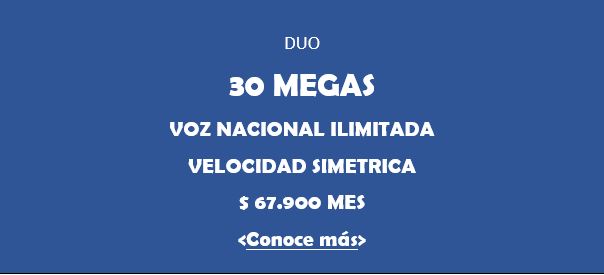 DUO
30 MEGAS
VOZ NACIONAL ILIMITADA
VELOCIDAD SIMETRICA
$ 67.900 MES
<Conoce más>